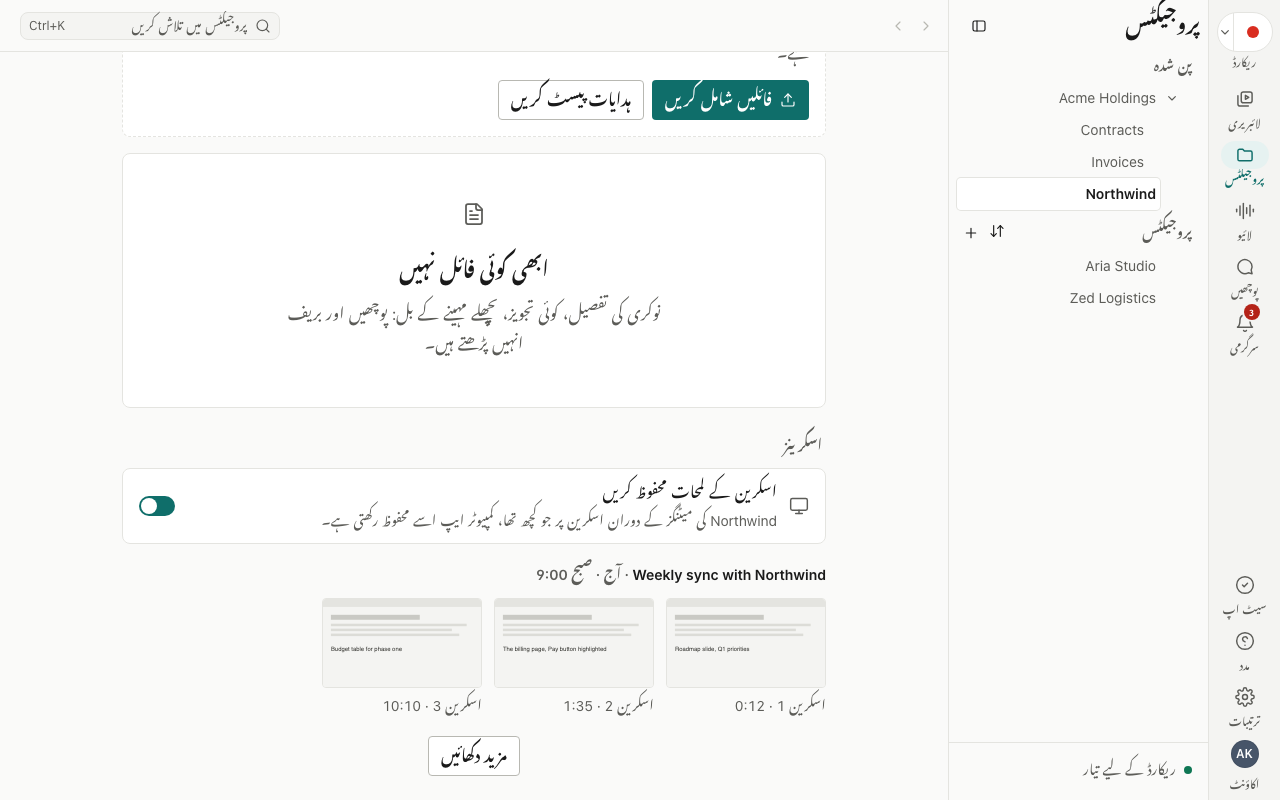 ریکارڈ
لائبریری
پروجیکٹس
لائیو
پوچھیں
3
سرگرمی
سیٹ اپ
مدد
ترتیبات
AK
اکاؤنٹ
پروجیکٹس
پن شدہ
Acme Holdings
Contracts
Invoices
Northwind
پروجیکٹس
Aria Studio
Zed Logistics
ریکارڈ کے لیے تیار
پروجیکٹس میں تلاش کریں
Ctrl+K
ہے۔
فائلیں شامل کریں
ہدایات پیسٹ کریں
ابھی کوئی فائل نہیں
نوکری کی تفصیل، کوئی تجویز، پچھلے مہینے کے بل: پوچھیں اور بریف
انہیں پڑھتے ہیں۔
اسکرینز
اسکرین کے لمحات محفوظ کریں
Northwind کی میٹنگز کے دوران اسکرین پر جو کچھ تھا، کمپیوٹر ایپ اسے محفوظ رکھتی ہے۔
Weekly sync with Northwind · آج · صبح 9:00
Roadmap slide, Q1 priorities
The billing page, Pay button highlighted
Budget table for phase one
اسکرین 1 · 0:12
اسکرین 2 · 1:35
اسکرین 3 · 10:10
مزید دکھائیں